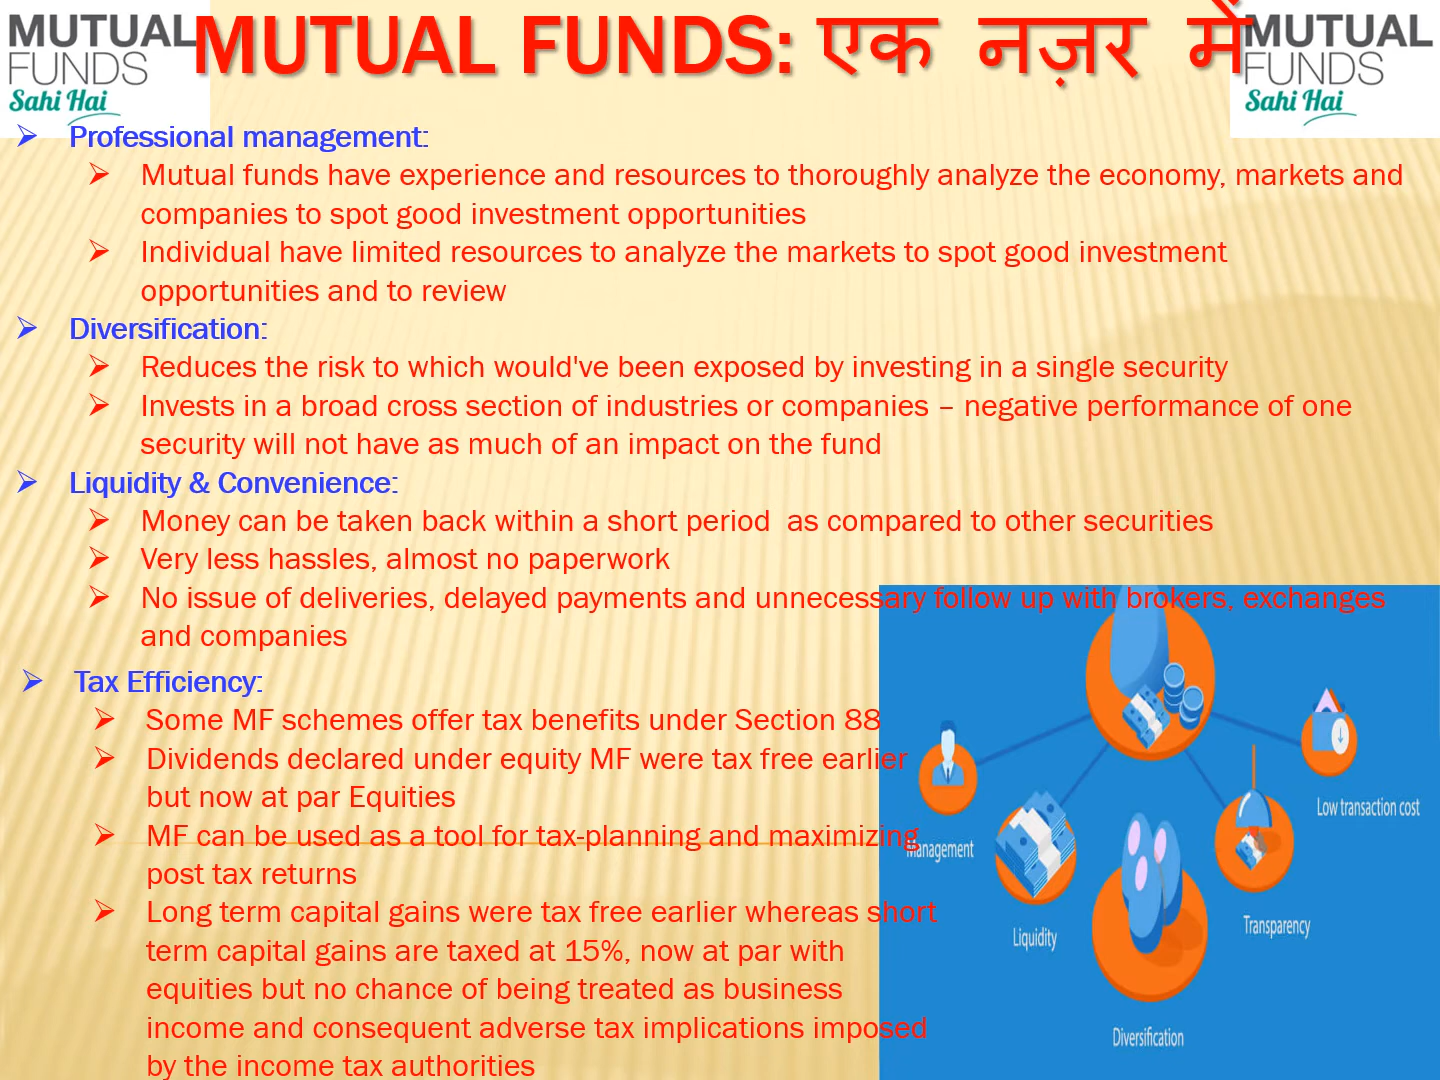 MUTUAL
FUNDS
Sahi Hai
MUTUAL FUNDS: एक नज़र में
MUTUAL
FUNDS
Sahi Hai
➢ Professional management:
➢ Mutual funds have experience and resources to thoroughly analyze the economy, markets and
companies to spot good investment opportunities
➢ Individual have limited resources to analyze the markets to spot good investment
opportunities and to review
➢ Diversification:
➢ Reduces the risk to which would've been exposed by investing in a single security
➢ Invests in a broad cross section of industries or companies – negative performance of one
security will not have as much of an impact on the fund
➢ Liquidity & Convenience:
➢ Money can be taken back within a short period as compared to other securities
➢ Very less hassles, almost no paperwork
➢ No issue of deliveries, delayed payments and unnecessary follow up with brokers, exchanges
and companies
➢ Tax Efficiency:
➢ Some MF schemes offer tax benefits under Section 88
➢ Dividends declared under equity MF were tax free earlier
but now at par Equities
➢ MF can be used as a tool for tax-planning and maximizing
post tax returns
➢ Long term capital gains were tax free earlier whereas short
term capital gains are taxed at 15%, now at par with
equities but no chance of being treated as business
income and consequent adverse tax implications imposed
by the income tax authorities
Low transaction cost
Management
Transparency
Liquidity
Diversification